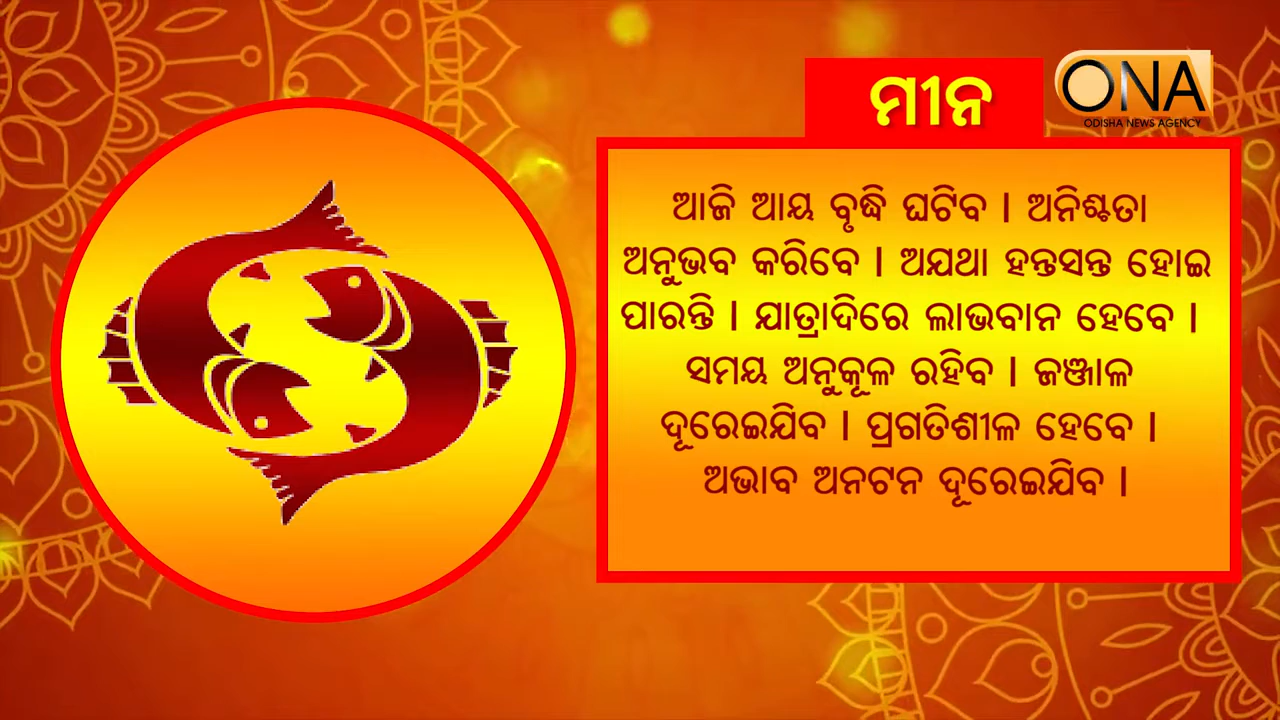 ମୀନ
ONA
ODISHA NEWS AGENCY
ଆଜି ଆୟ ବୃଦ୍ଧି ଘଟିବ । ଅନିଶ୍ଚତା
ଅନୁଭବ କରିବେ । ଅଯଥା ହନ୍ତସନ୍ତ ହୋଇ
ପାରନ୍ତି । ଯାତ୍ରାଦିରେ ଲାଭବାନ ହେବେ ।
ସମୟ ଅନୁକୂଳ ରହିବ । ଜଞ୍ଜାଳ
ଦୂରେଇଯିବ । ପ୍ରଗତିଶୀଳ ହେବେ ।
ଅଭାବ ଅନଟନ ଦୂରେଇଯିବ ।